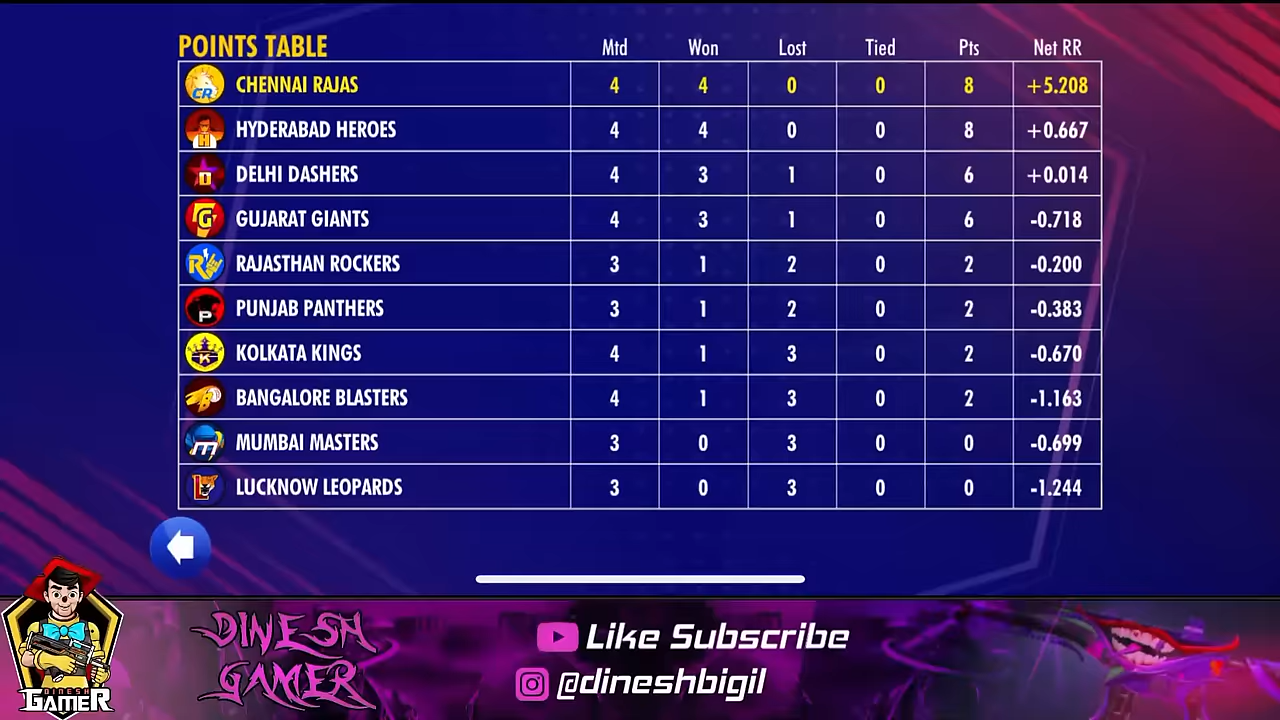 POINTS TABLE Mtd Won Lost Tied Pts Net RR
CR CHENNAI RAJAS 4 4 0 0 8 +5.208
H HYDERABAD HEROES 4 4 0 0 8 +0.667
D DELHI DASHERS 4 3 1 0 6 +0.014
G GUJARAT GIANTS 4 3 1 0 6 -0.718
R RAJASTHAN ROCKERS 3 1 2 0 2 -0.200
P PUNJAB PANTHERS 3 1 2 0 2 -0.383
K KOLKATA KINGS 4 1 3 0 2 -0.670
B BANGALORE BLASTERS 4 1 3 0 2 -1.163
M MUMBAI MASTERS 3 0 3 0 0 -0.699
L LUCKNOW LEOPARDS 3 0 3 0 0 -1.244
DINESH
GAMER
DINESH
GAMER
Like Subscribe
@dineshbigil